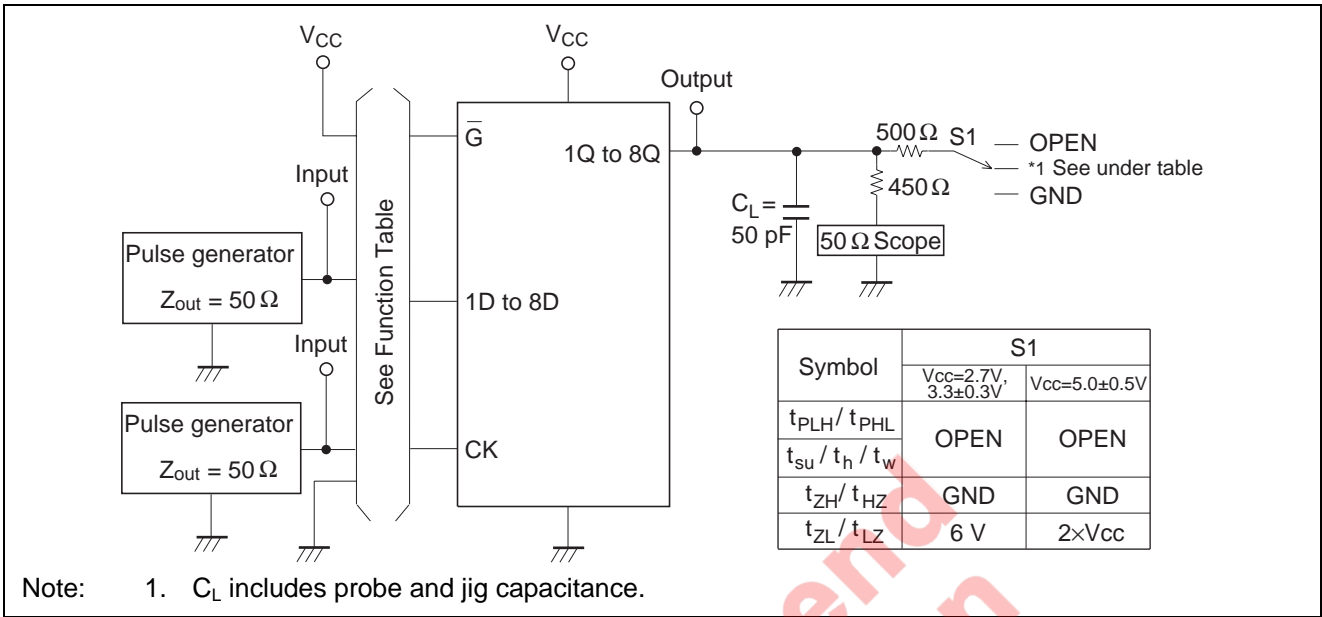 VCC
VCC
Output
G̅
1Q to 8Q
500 Ω
S1
OPEN
*1 See under table
GND
450 Ω
CL =
50 pF
50 Ω Scope
Input
Pulse generator
Zout = 50 Ω
See Function Table
1D to 8D
Input
Pulse generator
Zout = 50 Ω
CK
Symbol
S1
Vcc=2.7V,
3.3±0.3V
Vcc=5.0±0.5V
tPLH / tPHL
OPEN
OPEN
tsu / th / tw
tZH / tHZ
GND
GND
tZL / tLZ
6 V
2×Vcc
Note: 1. CL includes probe and jig capacitance.